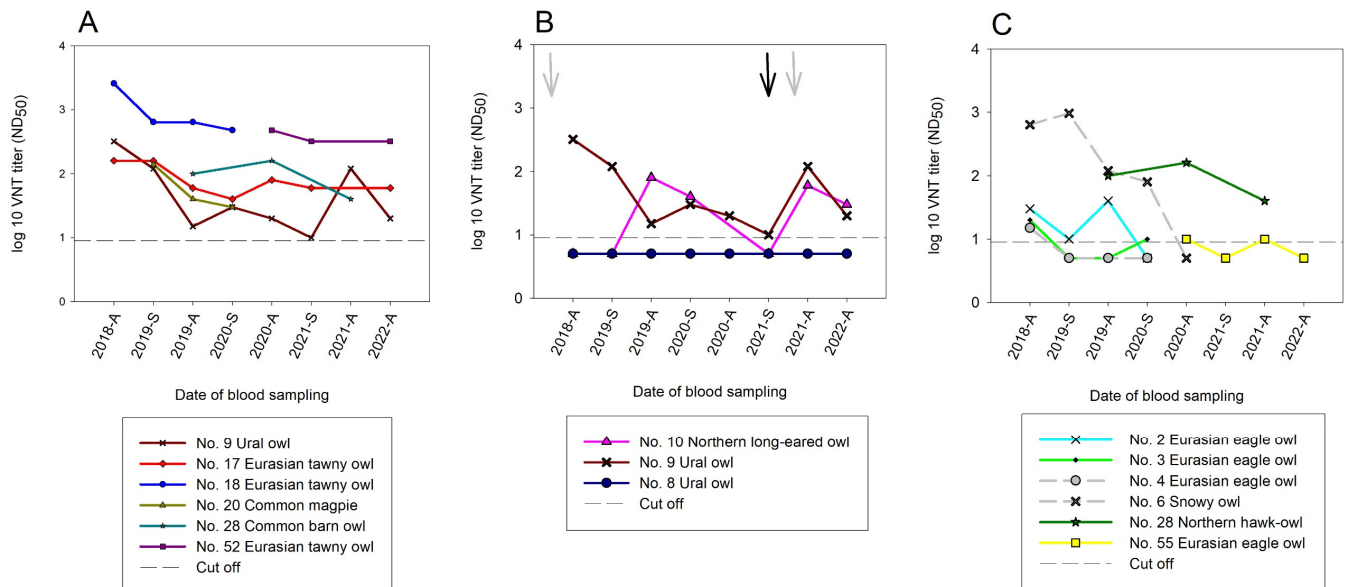 A
log 10 VNT titer (ND50)
4
3
2
1
0
2018-A
2019-S
2019-A
2020-S
2020-A
2021-S
2021-A
2022-A
Date of blood sampling
No. 9 Ural owl
No. 17 Eurasian tawny owl
No. 18 Eurasian tawny owl
No. 20 Common magpie
No. 28 Common barn owl
No. 52 Eurasian tawny owl
Cut off
B
log 10 VNT titer (ND50)
4
3
2
1
0
2018-A
2019-S
2019-A
2020-S
2020-A
2021-S
2021-A
2022-A
Date of blood sampling
No. 10 Northern long-eared owl
No. 9 Ural owl
No. 8 Ural owl
Cut off
C
log 10 VNT titer (ND50)
4
3
2
1
0
2018-A
2019-S
2019-A
2020-S
2020-A
2021-S
2021-A
2022-A
Date of blood sampling
No. 2 Eurasian eagle owl
No. 3 Eurasian eagle owl
No. 4 Eurasian eagle owl
No. 6 Snowy owl
No. 28 Northern hawk-owl
No. 55 Eurasian eagle owl
Cut off